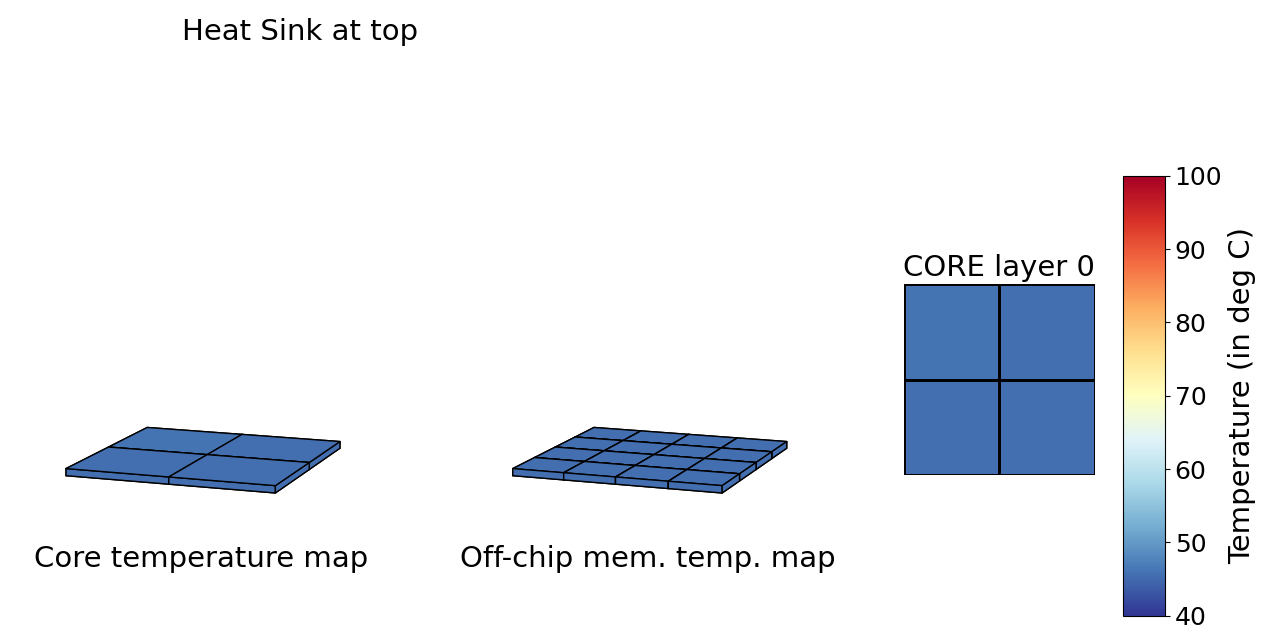 Heat Sink at top
Core temperature map
Off-chip mem. temp. map
CORE layer 0
100
90
80
70
60
50
40
Temperature (in deg C)